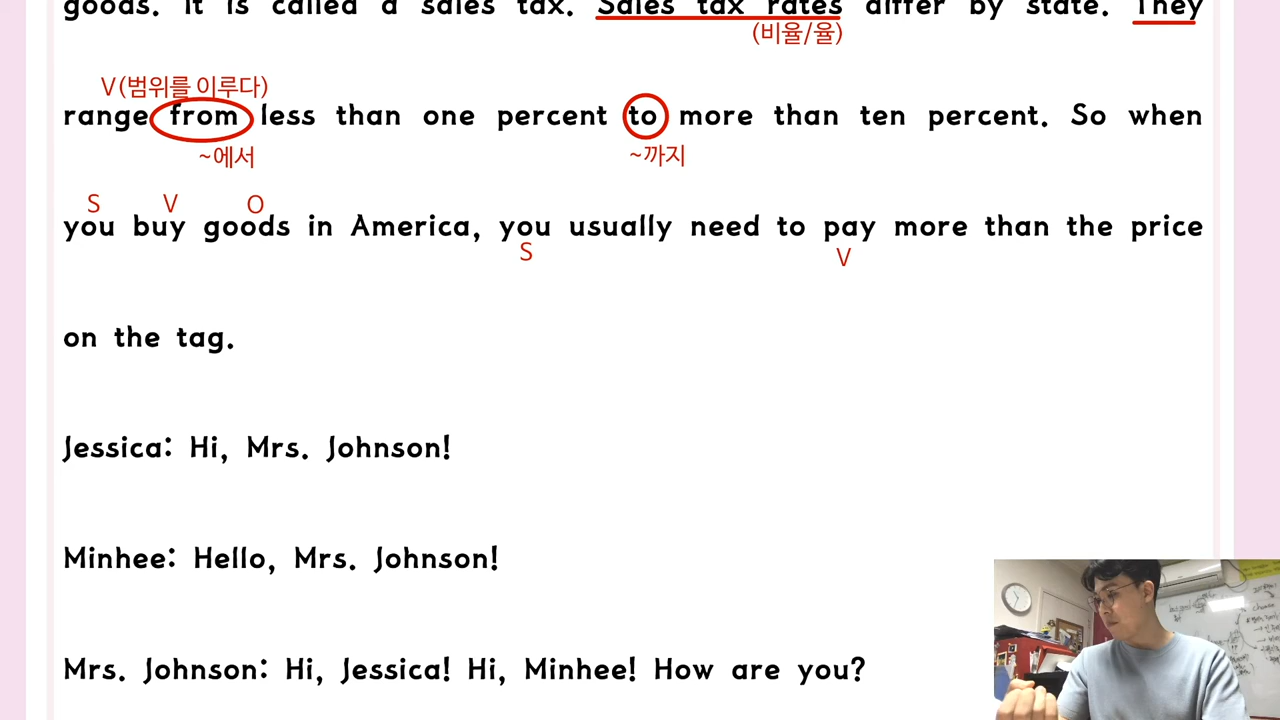 goods. It is called a sales tax. Sales tax rates differ by state. They
(비율/율)
V(범위를 이루다)
range from less than one percent to more than ten percent. So when
~에서 ~까지
S V O
you buy goods in America, you usually need to pay more than the price
S V
on the tag.
Jessica: Hi, Mrs. Johnson!
Minhee: Hello, Mrs. Johnson!
Mrs. Johnson: Hi, Jessica! Hi, Minhee! How are you?